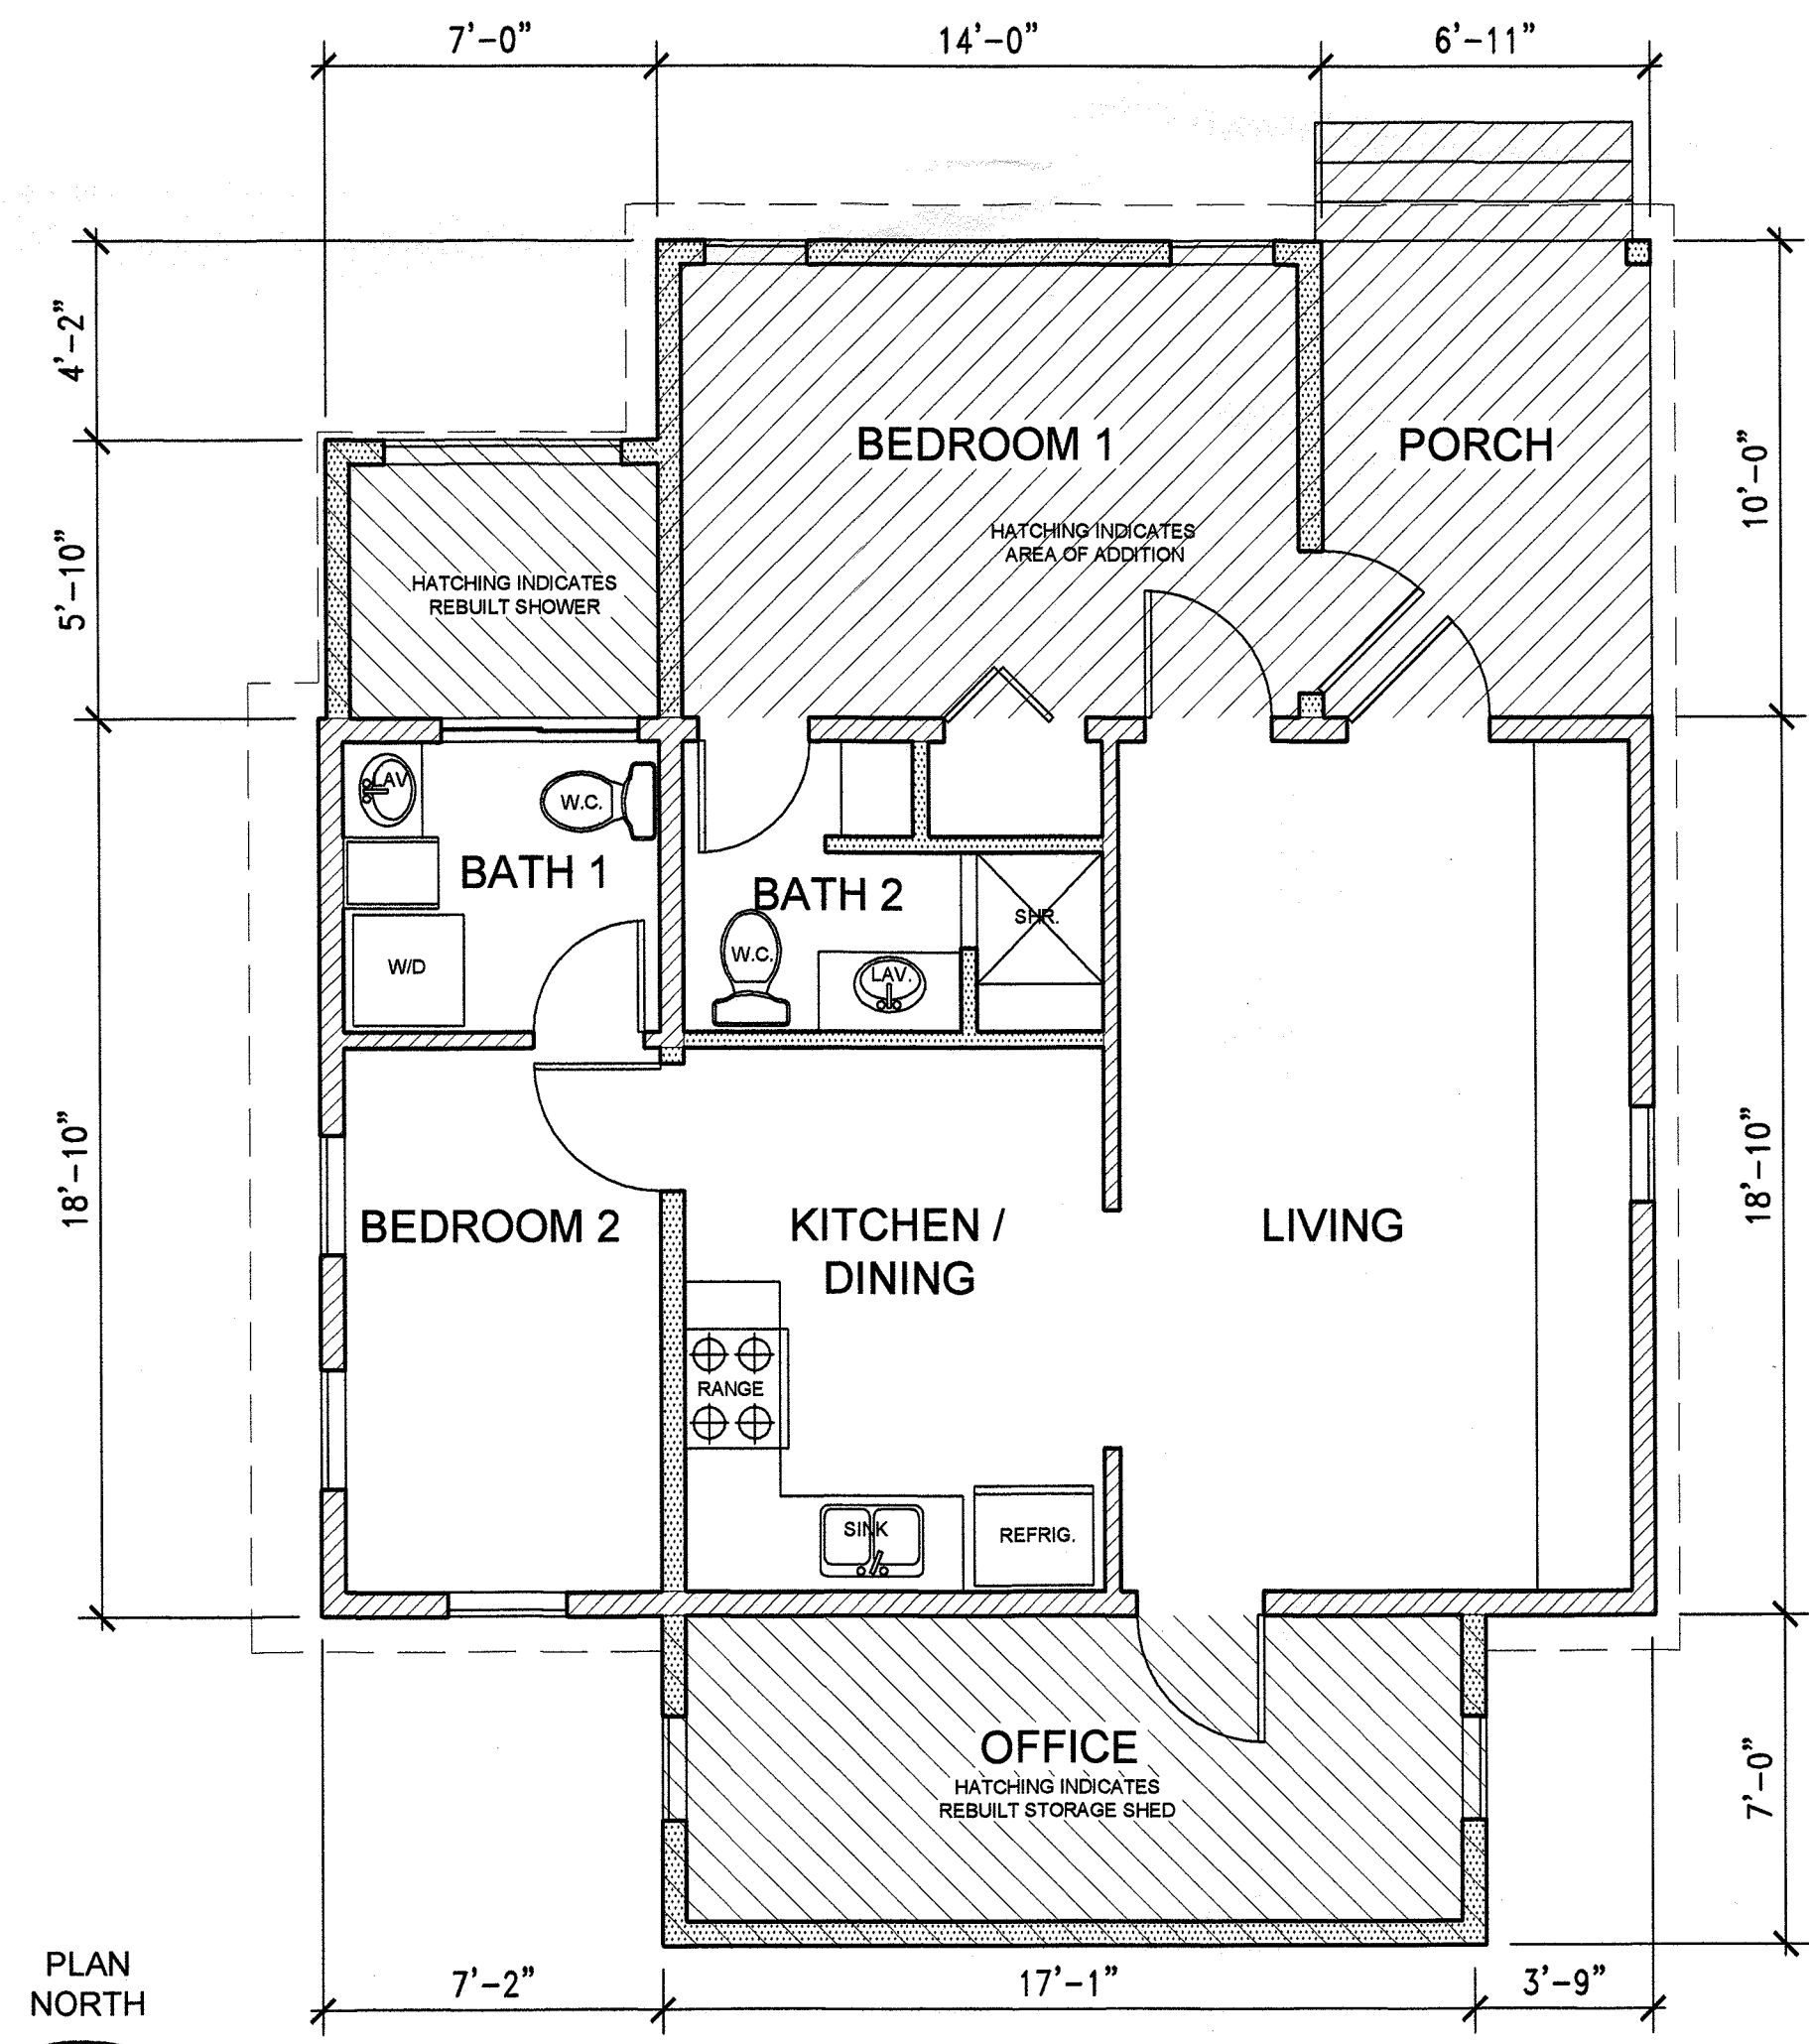 7'-0"
14'-0"
6'-11"
4'-2"
5'-10"
18'-10"
10'-0"
18'-10"
7'-0"
BEDROOM 1
HATCHING INDICATES
AREA OF ADDITION
PORCH
HATCHING INDICATES
REBUILT SHOWER
LAV
W.C.
BATH 1
W/D
BATH 2
W.C.
LAV.
SHR.
BEDROOM 2
KITCHEN /
DINING
LIVING
RANGE
SINK
REFRIG.
OFFICE
HATCHING INDICATES
REBUILT STORAGE SHED
PLAN
NORTH
7'-2"
17'-1"
3'-9"